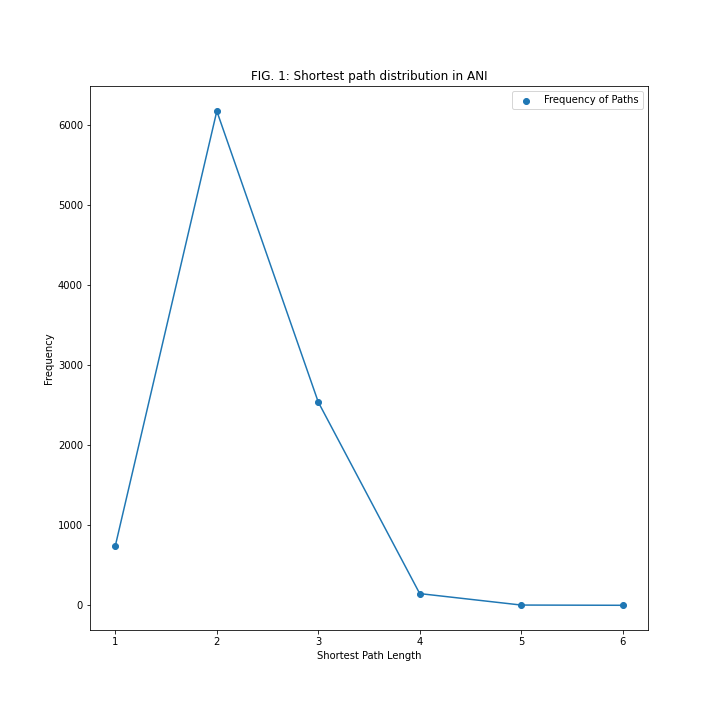 FIG. 1: Shortest path distribution in ANI
Frequency of Paths
6000
5000
4000
3000
2000
1000
0
Frequency
1 2 3 4 5 6
Shortest Path Length